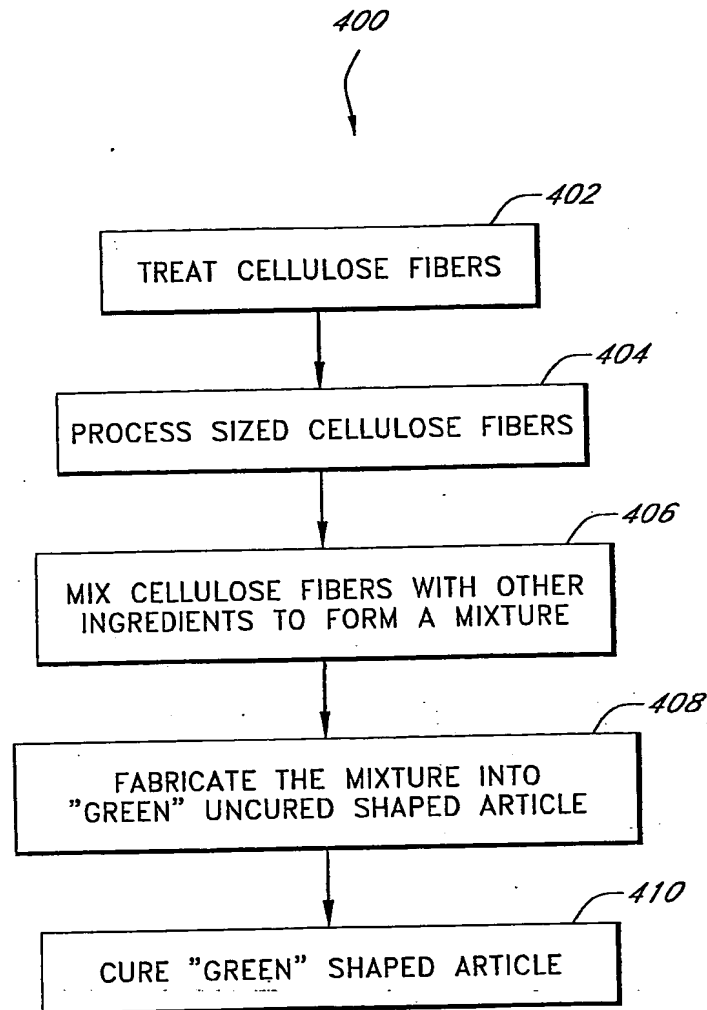 400
402
TREAT CELLULOSE FIBERS
404
PROCESS SIZED CELLULOSE FIBERS
406
MIX CELLULOSE FIBERS WITH OTHER
INGREDIENTS TO FORM A MIXTURE
408
FABRICATE THE MIXTURE INTO
"GREEN" UNCURED SHAPED ARTICLE
410
CURE "GREEN" SHAPED ARTICLE